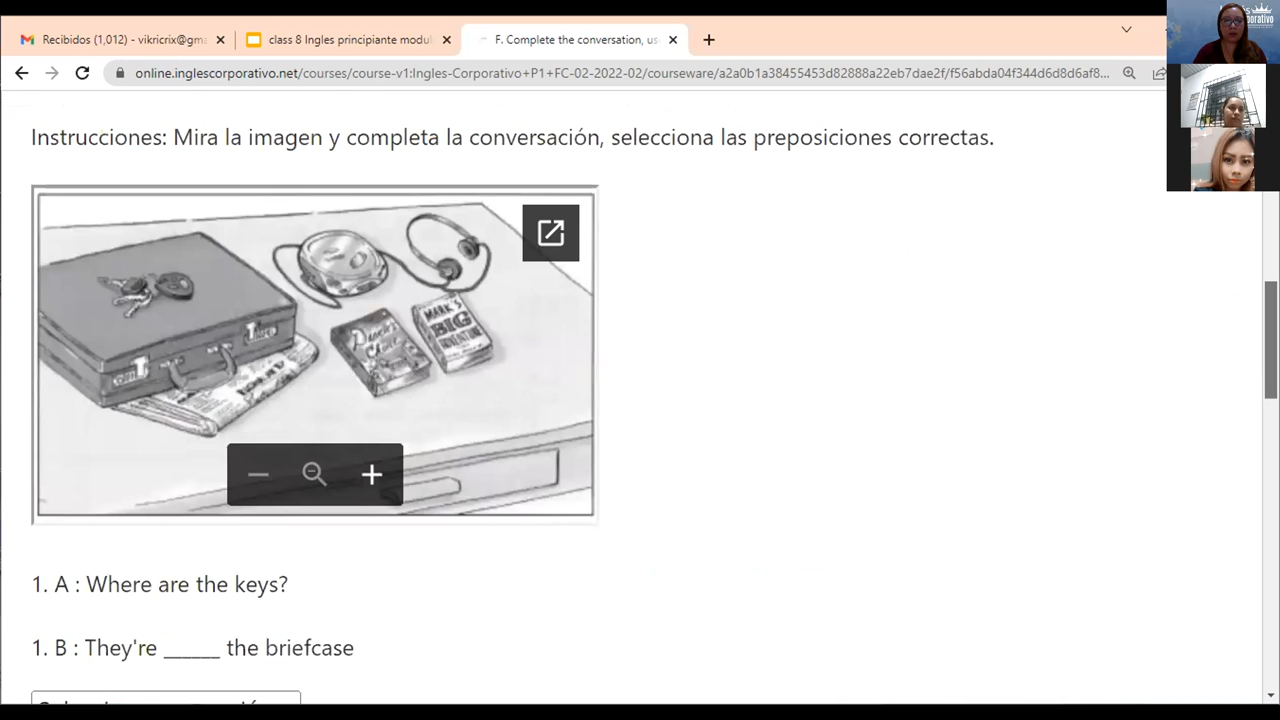 Recibidos (1,012) - vikricrix@gma
class 8 Ingles principiante modul
F. Complete the conversation, us
online.inglescorporativo.net/courses/course-v1:Ingles-Corporativo+P1+FC-02-2022-02/courseware/a2a0b1a38455453d82888a22eb7dae2f/f56abda04f344d6d8d6af8...
Instrucciones: Mira la imagen y completa la conversación, selecciona las preposiciones correctas.
MARK'S
BIG
ADVENTURE
1. A : Where are the keys?
1. B : They're ______ the briefcase